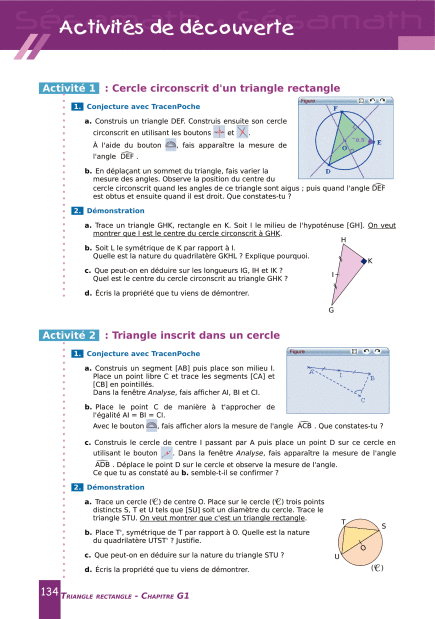 Activités de découverte
Activité 1 : Cercle circonscrit d'un triangle rectangle
1. Conjecture avec TracenPoche
a. Construis un triangle DEF. Construis ensuite son cercle
circonscrit en utilisant les boutons et .
À l'aide du bouton , fais apparaître la mesure de
l'angle DEF .
b. En déplaçant un sommet du triangle, fais varier la
mesure des angles. Observe la position du centre du
cercle circonscrit quand les angles de ce triangle sont aigus ; puis quand l'angle DEF
est obtus et ensuite quand il est droit. Que constates-tu ?
Figure
F
E
O
D
2. Démonstration
a. Trace un triangle GHK, rectangle en K. Soit I le milieu de l'hypoténuse [GH]. On veut
montrer que I est le centre du cercle circonscrit à GHK.
b. Soit L le symétrique de K par rapport à I.
Quelle est la nature du quadrilatère GKHL ? Explique pourquoi.
c. Que peut-on en déduire sur les longueurs IG, IH et IK ?
Quel est le centre du cercle circonscrit au triangle GHK ?
d. Écris la propriété que tu viens de démontrer.
H
K
I
G
Activité 2 : Triangle inscrit dans un cercle
1. Conjecture avec TracenPoche
a. Construis un segment [AB] puis place son milieu I.
Place un point libre C et trace les segments [CA] et
[CB] en pointillés.
Dans la fenêtre Analyse, fais afficher AI, BI et CI.
b. Place le point C de manière à t'approcher de
l'égalité AI = BI = CI.
Avec le bouton , fais afficher alors la mesure de l'angle ACB . Que constates-tu ?
Figure
A
B
C
c. Construis le cercle de centre I passant par A puis place un point D sur ce cercle en
utilisant le bouton . Dans la fenêtre Analyse, fais apparaître la mesure de l'angle
ADB . Déplace le point D sur le cercle et observe la mesure de l'angle.
Ce que tu as constaté au b. semble-t-il se confirmer ?
2. Démonstration
a. Trace un cercle (𝒞) de centre O. Place sur le cercle (𝒞) trois points
distincts S, T et U tels que [SU] soit un diamètre du cercle. Trace le
triangle STU. On veut montrer que c'est un triangle rectangle.
b. Place T', symétrique de T par rapport à O. Quelle est la nature
du quadrilatère UTST' ? Justifie.
c. Que peut-on en déduire sur la nature du triangle STU ?
d. Écris la propriété que tu viens de démontrer.
T
S
O
U
(𝒞)
134 TRIANGLE RECTANGLE - CHAPITRE G1